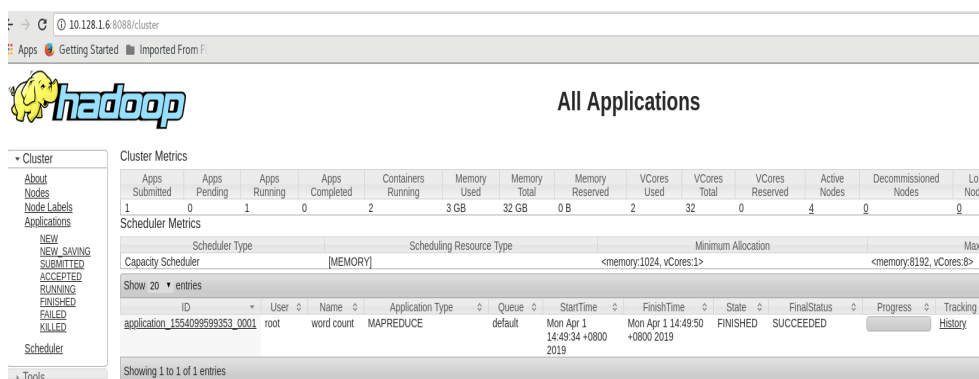 10.128.1.6:8088/cluster
Apps Getting Started Imported From F
hadoop
All Applications
Cluster
About
Nodes
Node Labels
Applications
NEW
NEW_SAVING
SUBMITTED
ACCEPTED
RUNNING
FINISHED
FAILED
KILLED
Scheduler
Tools
Cluster Metrics
Apps Submitted Apps Pending Apps Running Apps Completed Containers Running Memory Used Memory Total Memory Reserved VCores Used VCores Total VCores Reserved Active Nodes Decommissioned Nodes Lo Nod
1 0 1 0 2 3 GB 32 GB 0 B 2 32 0 4 0 0
Scheduler Metrics
Scheduler Type Scheduling Resource Type Minimum Allocation Max
Capacity Scheduler [MEMORY] <memory:1024, vCores:1> <memory:8192, vCores:8>
Show 20 entries
ID User Name Application Type Queue StartTime FinishTime State FinalStatus Progress Tracking
application_1554099599353_0001 root word count MAPREDUCE default Mon Apr 1 14:49:34 +0800 2019 Mon Apr 1 14:49:50 +0800 2019 FINISHED SUCCEEDED History
Showing 1 to 1 of 1 entries